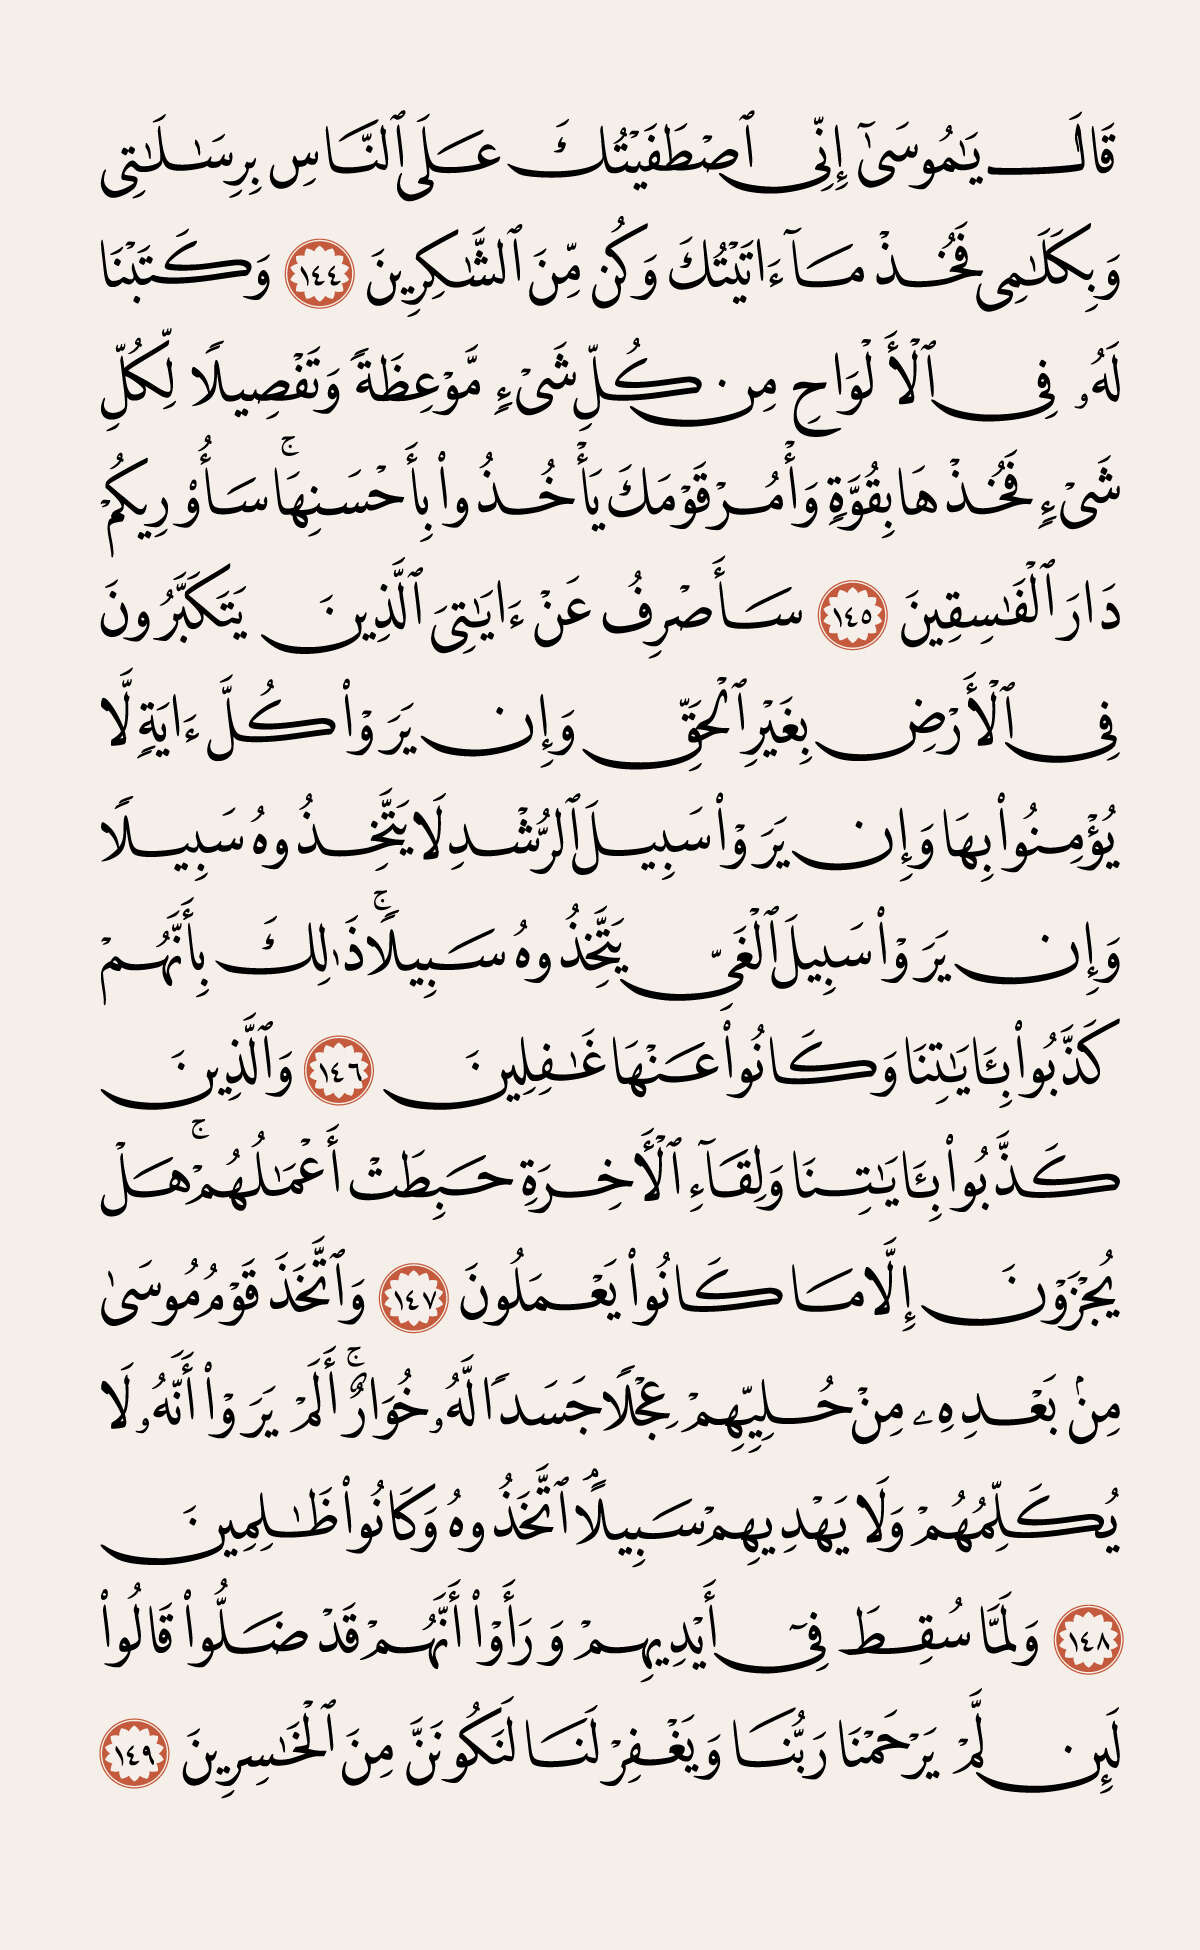 قَالَ يَـٰمُوسَىٰٓ إِنِّى ٱصْطَفَيْتُكَ عَلَى ٱلنَّاسِ بِرِسَـٰلَـٰتِى
وَبِكَلَـٰمِى فَخُذْ مَآ ءَاتَيْتُكَ وَكُن مِّنَ ٱلشَّـٰكِرِينَ ١٤٤ وَكَتَبْنَا
لَهُۥ فِى ٱلْأَلْوَاحِ مِن كُلِّ شَىْءٍ مَّوْعِظَةً وَتَفْصِيلًا لِّكُلِّ
شَىْءٍ فَخُذْهَا بِقُوَّةٍ وَأْمُرْ قَوْمَكَ يَأْخُذُوا۟ بِأَحْسَنِهَا ۚ سَأُو۟رِيكُمْ
دَارَ ٱلْفَـٰسِقِينَ ١٤٥ سَأَصْرِفُ عَنْ ءَايَـٰتِىَ ٱلَّذِينَ يَتَكَبَّرُونَ
فِى ٱلْأَرْضِ بِغَيْرِ ٱلْحَقِّ وَإِن يَرَوْا۟ كُلَّ ءَايَةٍ لَّا
يُؤْمِنُوا۟ بِهَا وَإِن يَرَوْا۟ سَبِيلَ ٱلرُّشْدِ لَا يَتَّخِذُوهُ سَبِيلًا
وَإِن يَرَوْا۟ سَبِيلَ ٱلْغَىِّ يَتَّخِذُوهُ سَبِيلًا ۚ ذَٰلِكَ بِأَنَّهُمْ
كَذَّبُوا۟ بِـَٔايَـٰتِنَا وَكَانُوا۟ عَنْهَا غَـٰفِلِينَ ١٤٦ وَٱلَّذِينَ
كَذَّبُوا۟ بِـَٔايَـٰتِنَا وَلِقَآءِ ٱلْـَٔاخِرَةِ حَبِطَتْ أَعْمَـٰلُهُمْ ۚ هَلْ
يُجْزَوْنَ إِلَّا مَا كَانُوا۟ يَعْمَلُونَ ١٤٧ وَٱتَّخَذَ قَوْمُ مُوسَىٰ
مِنۢ بَعْدِهِۦ مِنْ حُلِيِّهِمْ عِجْلًا جَسَدًا لَّهُۥ خُوَارٌ ۚ أَلَمْ يَرَوْا۟ أَنَّهُۥ لَا
يُكَلِّمُهُمْ وَلَا يَهْدِيهِمْ سَبِيلًا ۘ ٱتَّخَذُوهُ وَكَانُوا۟ ظَـٰلِمِينَ
١٤٨ وَلَمَّا سُقِطَ فِىٓ أَيْدِيهِمْ وَرَأَوْا۟ أَنَّهُمْ قَدْ ضَلُّوا۟ قَالُوا۟
لَئِن لَّمْ يَرْحَمْنَا رَبُّنَا وَيَغْفِرْ لَنَا لَنَكُونَنَّ مِنَ ٱلْخَـٰسِرِينَ ١٤٩